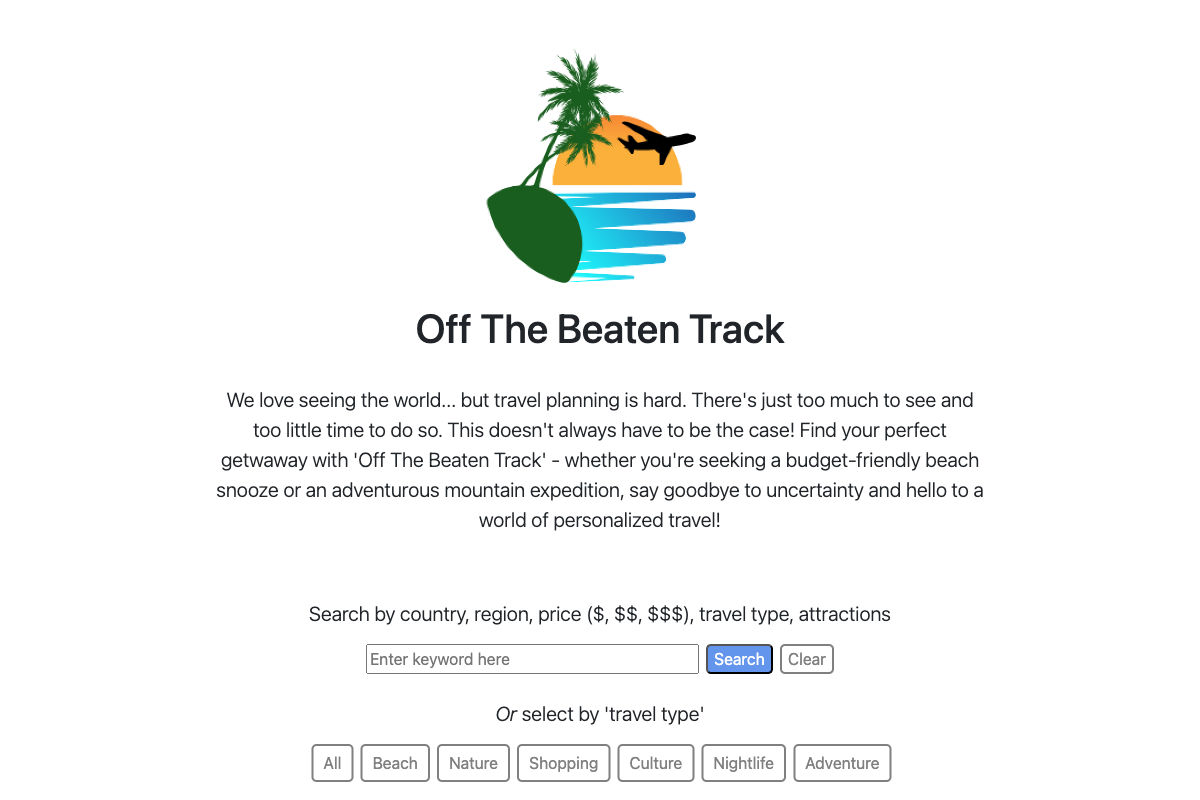 Off The Beaten Track
We love seeing the world... but travel planning is hard. There's just too much to see and
too little time to do so. This doesn't always have to be the case! Find your perfect
getwaway with 'Off The Beaten Track' - whether you're seeking a budget-friendly beach
snooze or an adventurous mountain expedition, say goodbye to uncertainty and hello to a
world of personalized travel!
Search by country, region, price ($, $$, $$$), travel type, attractions
Enter keyword here Search Clear
Or select by 'travel type'
All Beach Nature Shopping Culture Nightlife Adventure